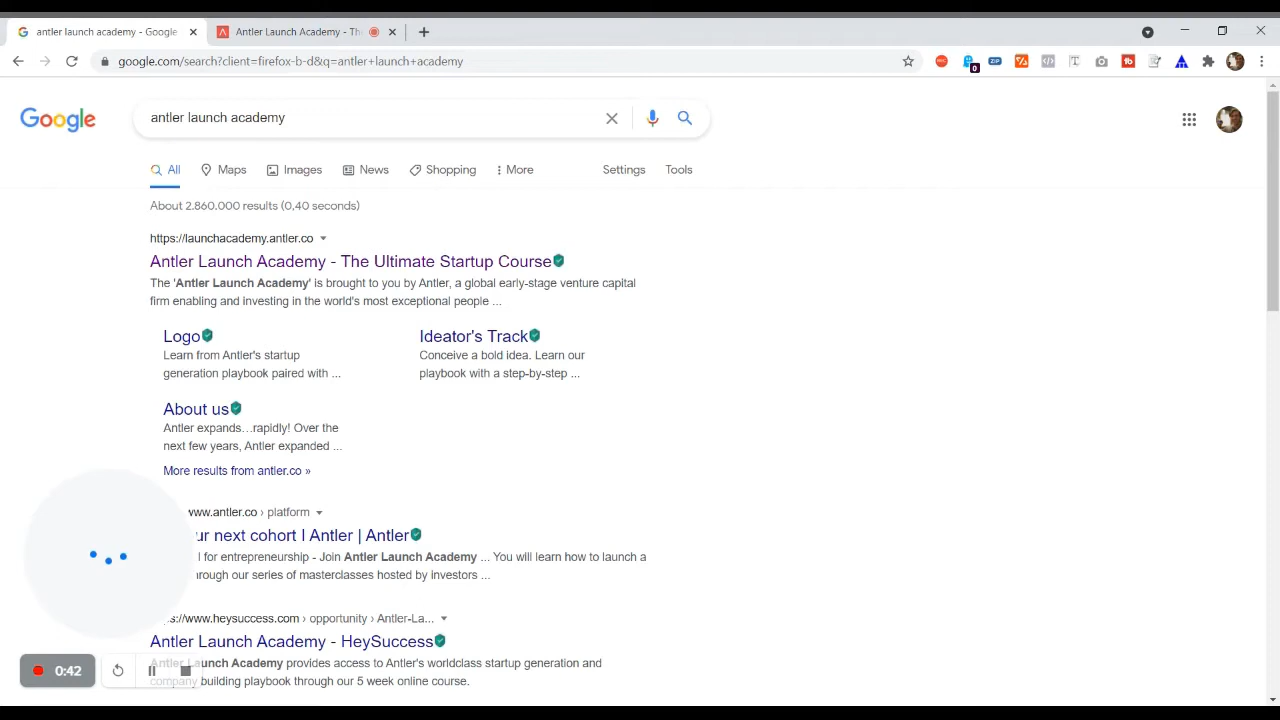 antler launch academy - Google
Antler Launch Academy - Th
google.com/search?client=firefox-b-d&q=antler+launch+academy
REC
0
ZIP
Google
antler launch academy
All
Maps
Images
News
Shopping
More
Settings
Tools
About 2.860.000 results (0,40 seconds)
https://launchacademy.antler.co
Antler Launch Academy - The Ultimate Startup Course
The 'Antler Launch Academy' is brought to you by Antler, a global early-stage venture capital
firm enabling and investing in the world's most exceptional people ...
Logo
Learn from Antler's startup
generation playbook paired with ...
Ideator's Track
Conceive a bold idea. Learn our
playbook with a step-by-step ...
About us
Antler expands…rapidly! Over the
next few years, Antler expanded ...
More results from antler.co »
www.antler.co › platform
ur next cohort I Antler | Antler
l for entrepreneurship - Join Antler Launch Academy ... You will learn how to launch a
through our series of masterclasses hosted by investors ...
s://www.heysuccess.com › opportunity › Antler-La...
Antler Launch Academy - HeySuccess
Antler Launch Academy provides access to Antler's worldclass startup generation and
company building playbook through our 5 week online course.
0:42